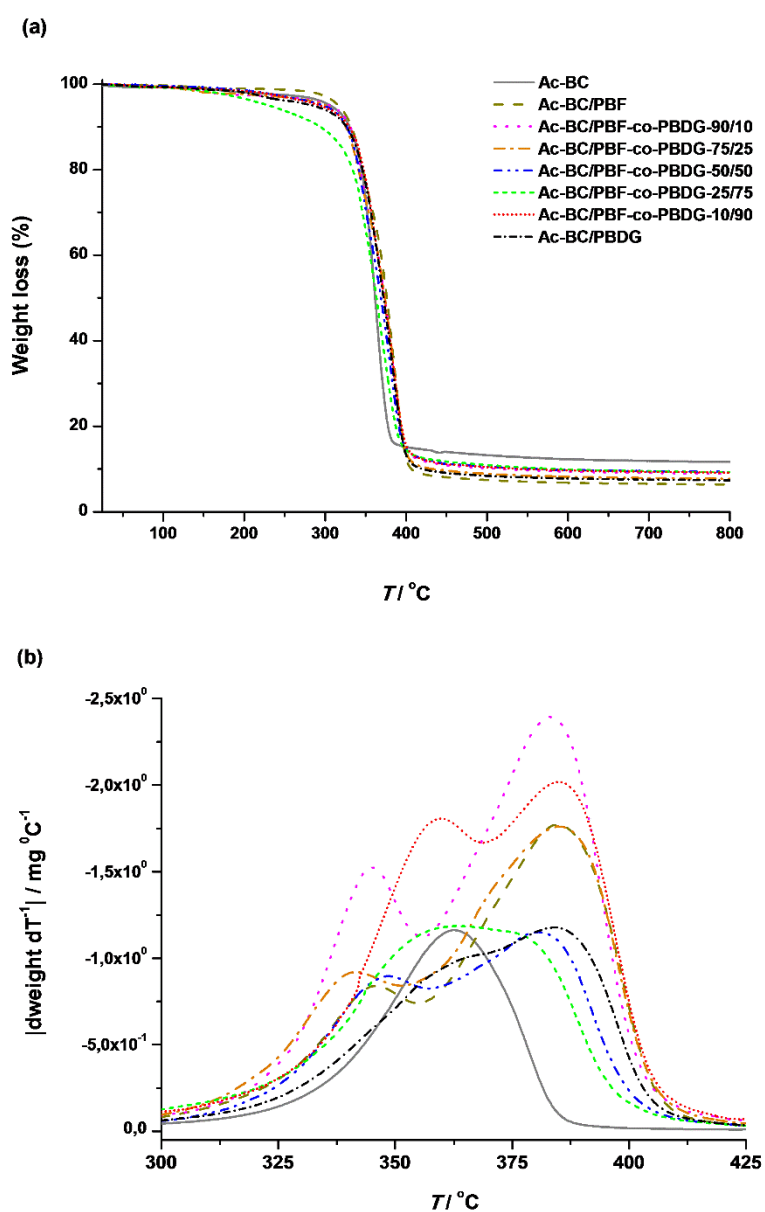 (a)
100
80
60
40
20
0
Weight loss (%)
Ac-BC
Ac-BC/PBF
Ac-BC/PBF-co-PBDG-90/10
Ac-BC/PBF-co-PBDG-75/25
Ac-BC/PBF-co-PBDG-50/50
Ac-BC/PBF-co-PBDG-25/75
Ac-BC/PBF-co-PBDG-10/90
Ac-BC/PBDG
100 200 300 400 500 600 700 800
T / °C
(b)
-2,5x10⁰
-2,0x10⁰
-1,5x10⁰
-1,0x10⁰
-5,0x10⁻¹
0,0
|dweight dT⁻¹| / mg ⁰C⁻¹
300 325 350 375 400 425
T / °C